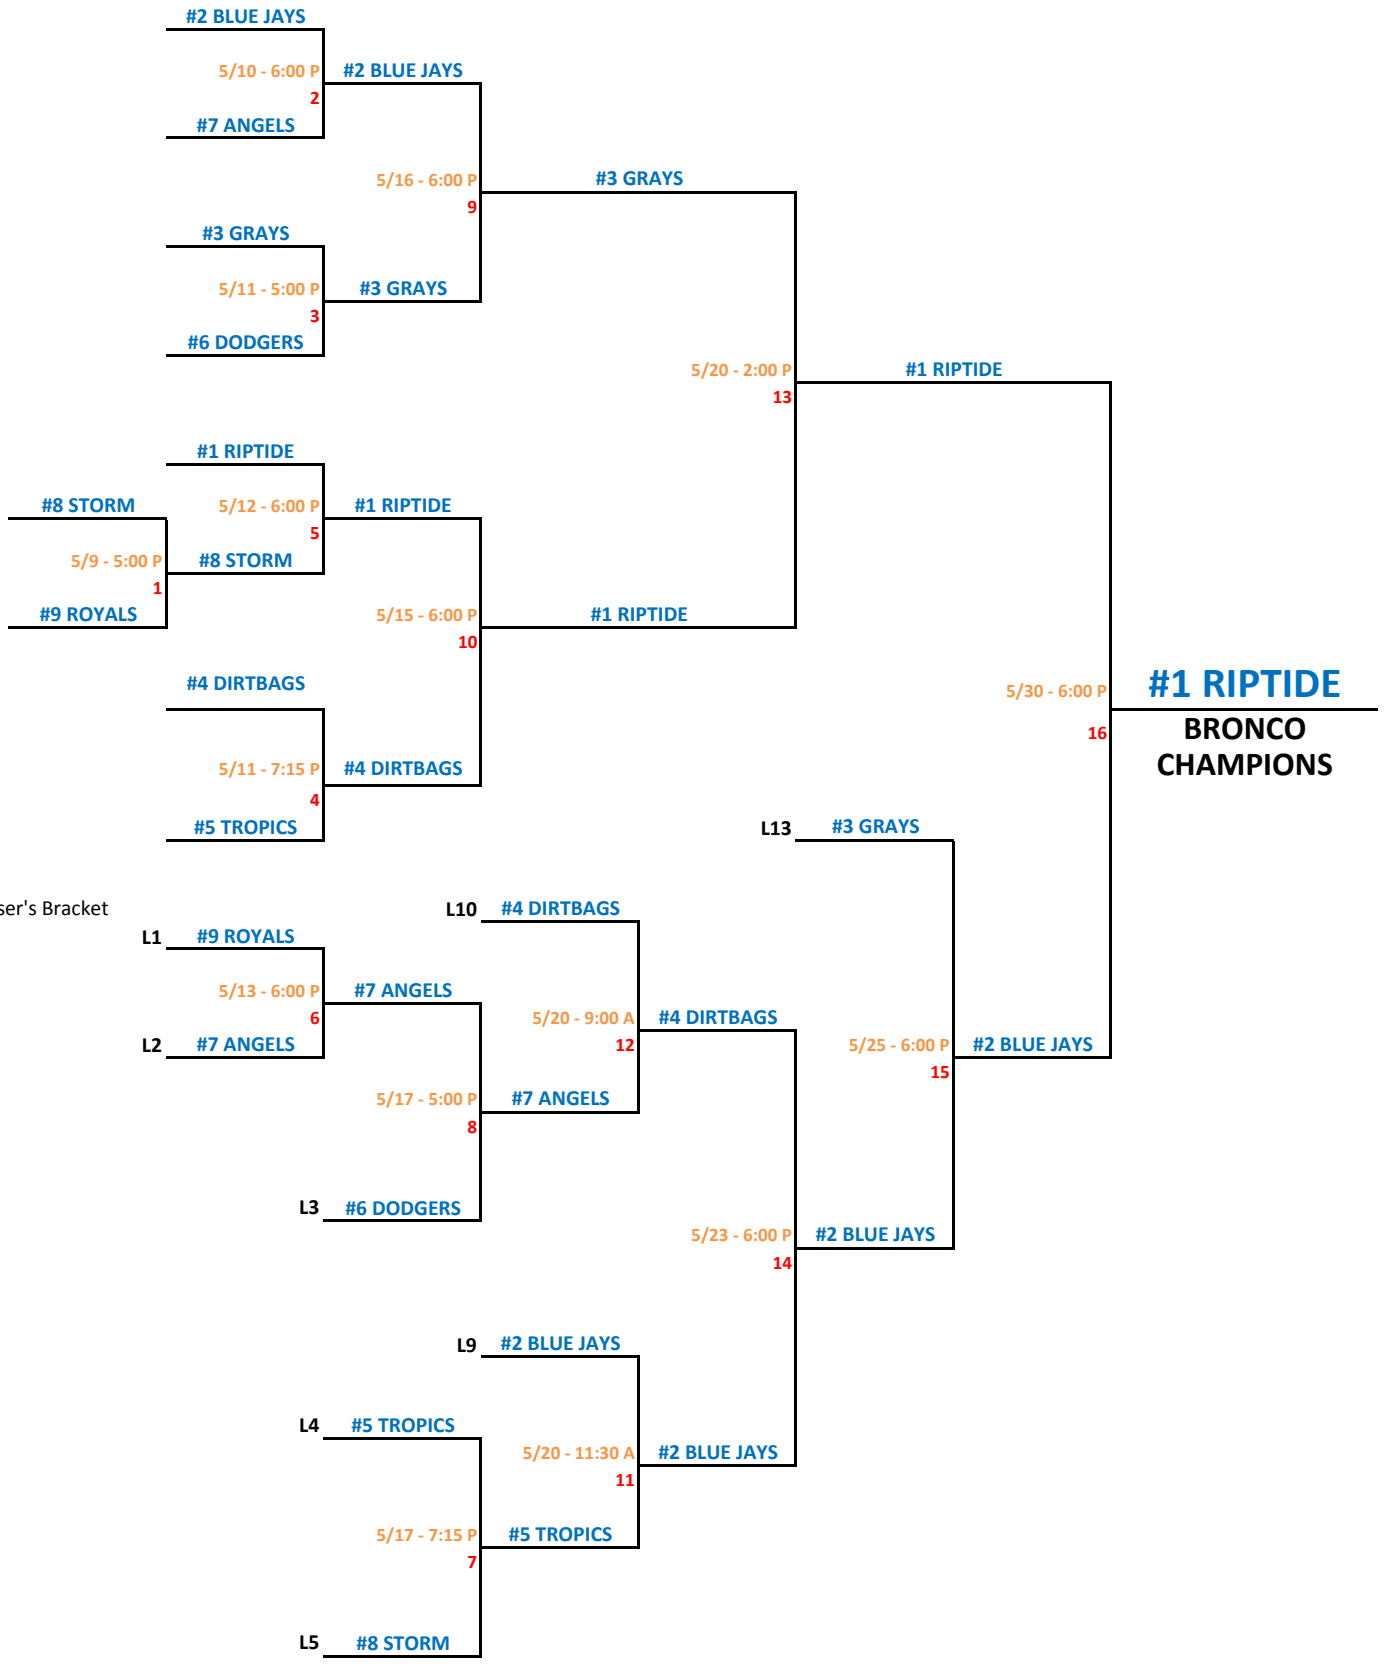 #2 BLUE JAYS
5/10 - 6:00 P
#2 BLUE JAYS
2
#7 ANGELS
5/16 - 6:00 P
#3 GRAYS
9
#3 GRAYS
5/11 - 5:00 P
#3 GRAYS
3
#6 DODGERS
5/20 - 2:00 P
#1 RIPTIDE
13
#1 RIPTIDE
#8 STORM
5/12 - 6:00 P
#1 RIPTIDE
5
5/9 - 5:00 P
#8 STORM
1
#9 ROYALS
5/15 - 6:00 P
#1 RIPTIDE
10
#4 DIRTBAGS
5/30 - 6:00 P
#1 RIPTIDE
16
BRONCO
CHAMPIONS
5/11 - 7:15 P
#4 DIRTBAGS
4
#5 TROPICS
L13
#3 GRAYS
ser's Bracket
L10
#4 DIRTBAGS
L1
#9 ROYALS
5/13 - 6:00 P
#7 ANGELS
6
5/20 - 9:00 A
#4 DIRTBAGS
12
L2
#7 ANGELS
5/25 - 6:00 P
#2 BLUE JAYS
15
5/17 - 5:00 P
#7 ANGELS
8
L3
#6 DODGERS
5/23 - 6:00 P
#2 BLUE JAYS
14
L9
#2 BLUE JAYS
L4
#5 TROPICS
5/20 - 11:30 A
#2 BLUE JAYS
11
5/17 - 7:15 P
#5 TROPICS
7
L5
#8 STORM